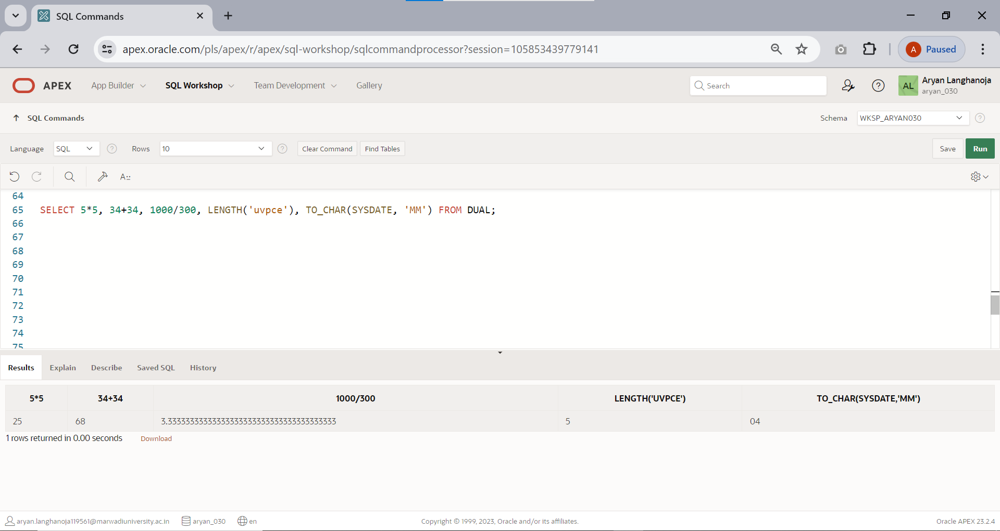 SQL Commands
apex.oracle.com/pls/apex/r/apex/sql-workshop/sqlcommandprocessor?session=105853439779141
A Paused
APEX App Builder SQL Workshop Team Development Gallery Search AL Aryan Langhanoja
aryan_030
SQL Commands Schema WKSP_ARYAN030
Language SQL Rows 10 Clear Command Find Tables Save Run
A::
64
65 SELECT 5*5, 34+34, 1000/300, LENGTH('uvpce'), TO_CHAR(SYSDATE, 'MM') FROM DUAL;
66
67
68
69
70
71
72
73
74
75
Results Explain Describe Saved SQL History
5*5 34+34 1000/300 LENGTH('UVPCE') TO_CHAR(SYSDATE,'MM')
25 68 3.33333333333333333333333333333333333333 5 04
1 rows returned in 0.00 seconds Download
aryan.langhanoja119561@marwadiuniversity.ac.in aryan_030 en Copyright © 1999, 2023, Oracle and/or its affiliates. Oracle APEX 23.2.4